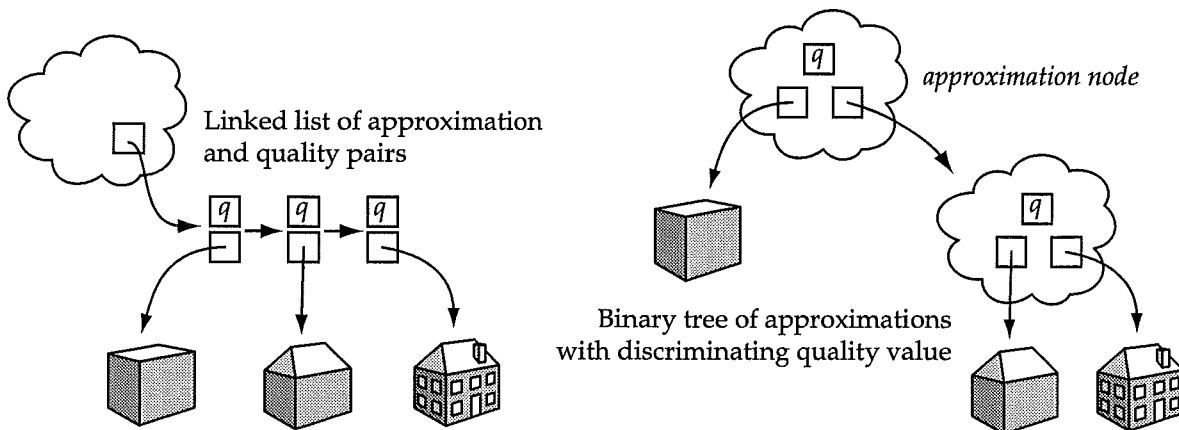 Linked list of approximation
and quality pairs
q q q
q
approximation node
q
Binary tree of approximations
with discriminating quality value